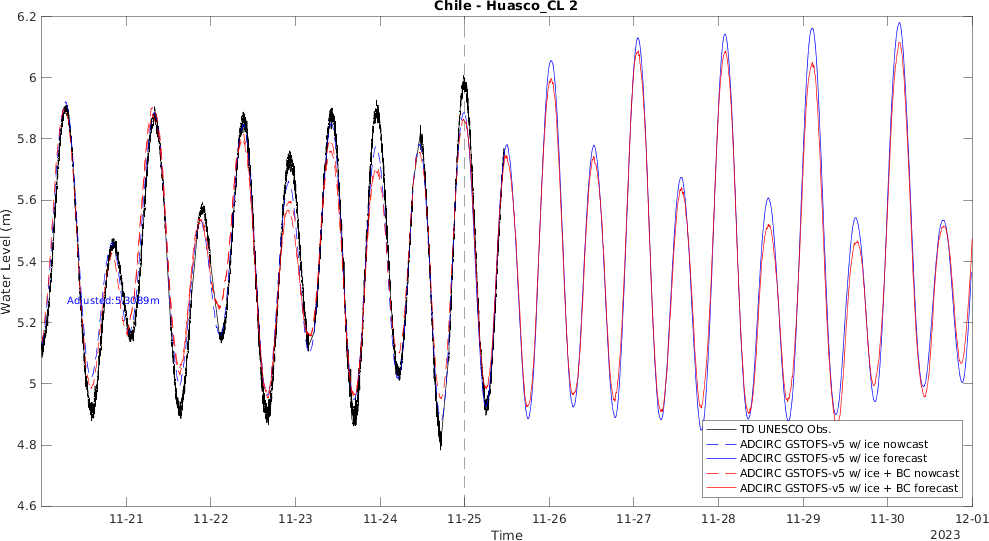 Chile - Huasco_CL 2
Water Level (m)
6.2
6
5.8
5.6
5.4
5.2
5
4.8
4.6
Adjusted:5.3089m
TD UNESCO Obs.
ADCIRC GSTOFS-v5 w/ ice nowcast
ADCIRC GSTOFS-v5 w/ ice forecast
ADCIRC GSTOFS-v5 w/ ice + BC nowcast
ADCIRC GSTOFS-v5 w/ ice + BC forecast
11-21 11-22 11-23 11-24 11-25 11-26 11-27 11-28 11-29 11-30 12-01
Time
2023